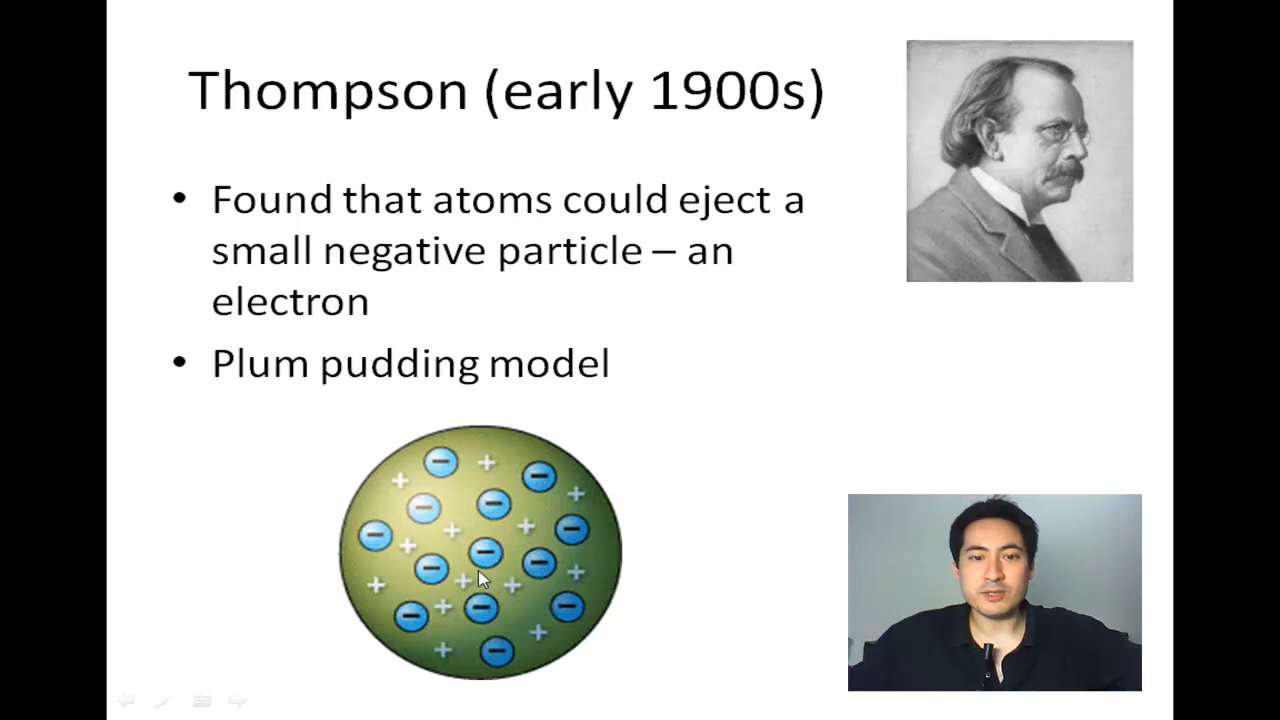 Thompson (early 1900s)
• Found that atoms could eject a
small negative particle – an
electron
• Plum pudding model